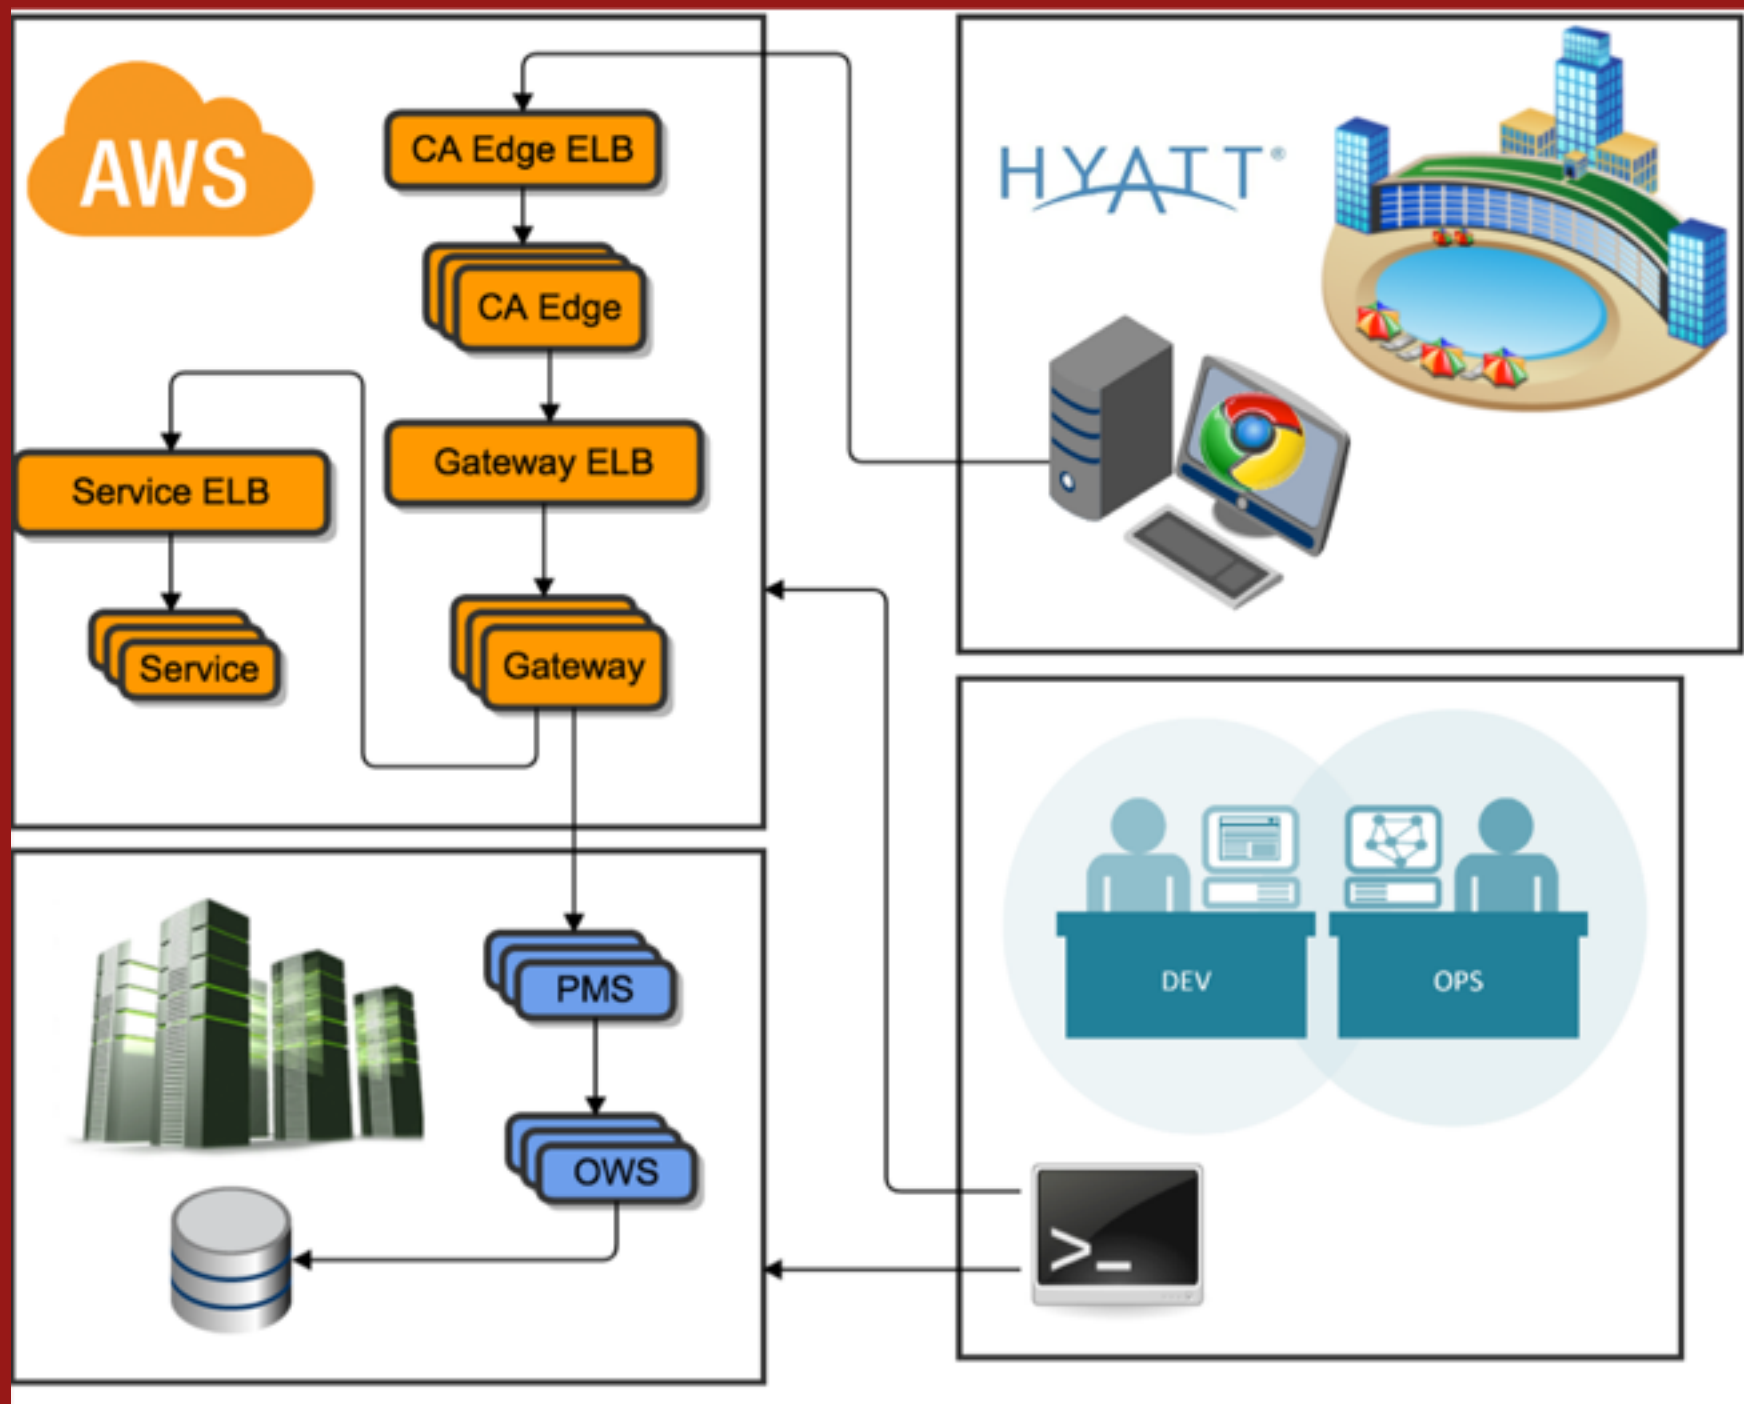 AWS
CA Edge ELB
CA Edge
Gateway ELB
Service ELB
Gateway
Service
HYATT®
PMS
OWS
DEV
OPS
>_